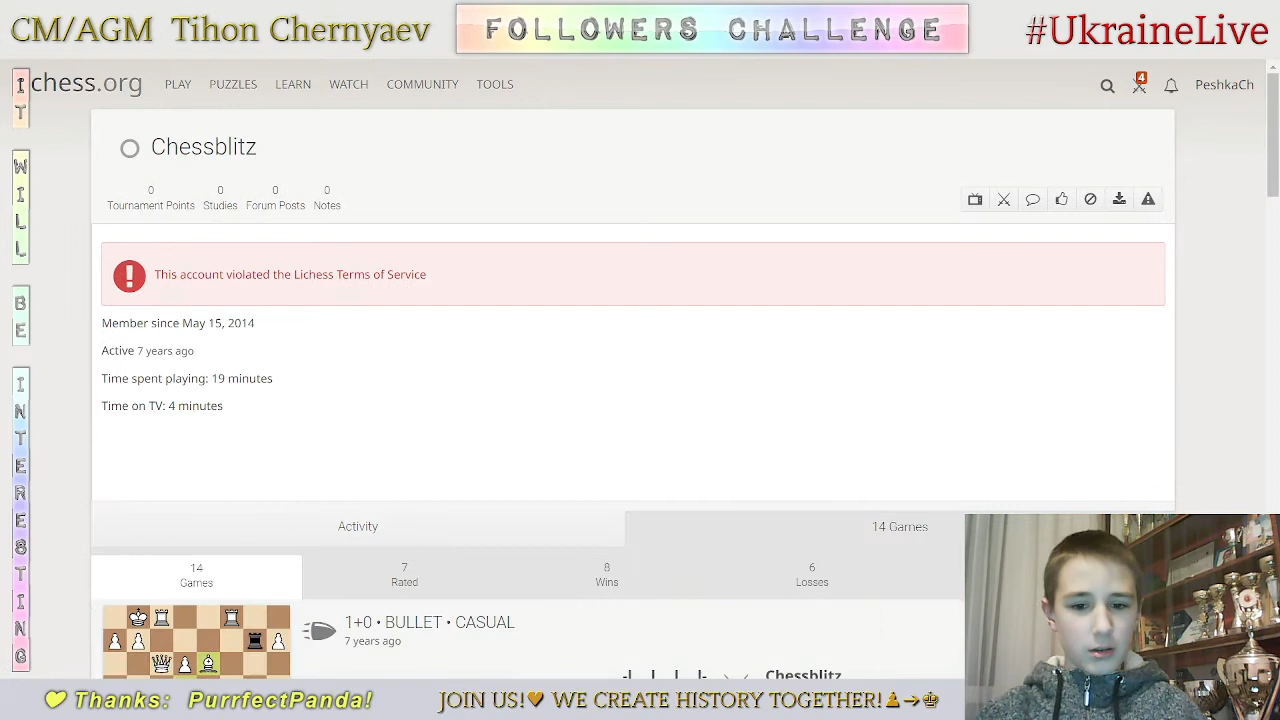 CM/AGM Tihon Chernyaev
FOLLOWERS CHALLENGE
#UkraineLive
IT WILL BE INTERE8TING
lichess.org
PLAY PUZZLES LEARN WATCH COMMUNITY TOOLS
4
PeshkaCh
Chessblitz
0 0 0 0
Tournament Points Studies Forum Posts Notes
This account violated the Lichess Terms of Service
Member since May 15, 2014
Active 7 years ago
Time spent playing: 19 minutes
Time on TV: 4 minutes
Activity
14 Games
14 7 8 6
Games Rated Wins Losses
1+0 • BULLET • CASUAL
7 years ago
Chessblitz
Thanks: PurrfectPanda!
JOIN US!🧡 WE CREATE HISTORY TOGETHER!♟➔♚